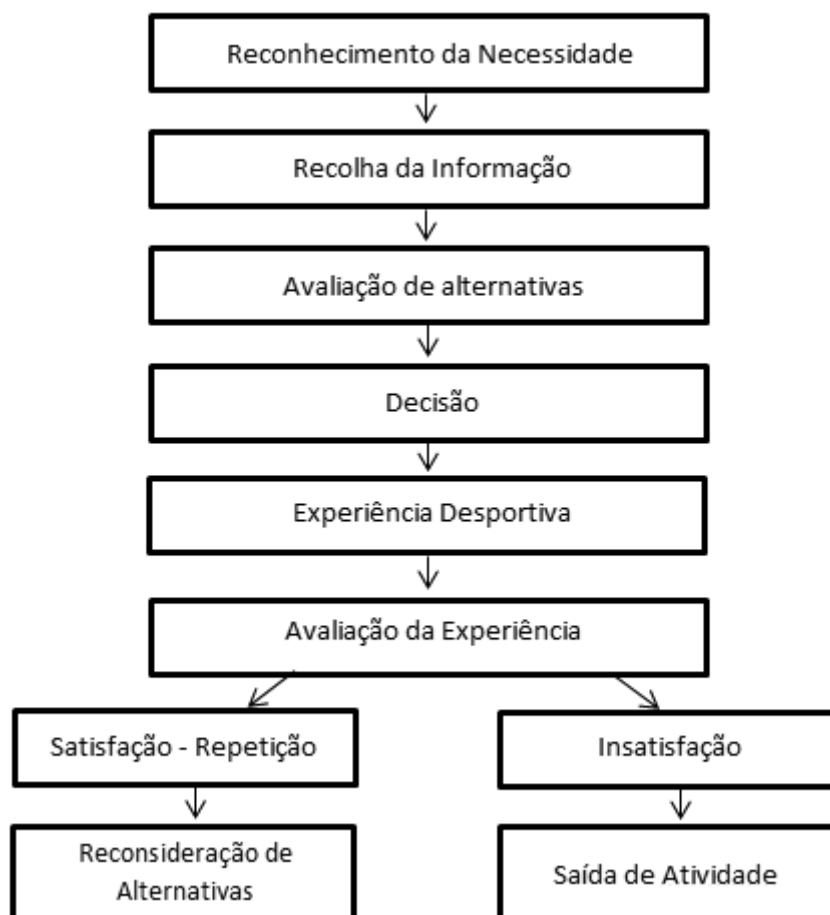 Reconhecimento da Necessidade
Recolha da Informação
Avaliação de alternativas
Decisão
Experiência Desportiva
Avaliação da Experiência
Satisfação - Repetição
Insatisfação
Reconsideração de
Alternativas
Saída de Atividade